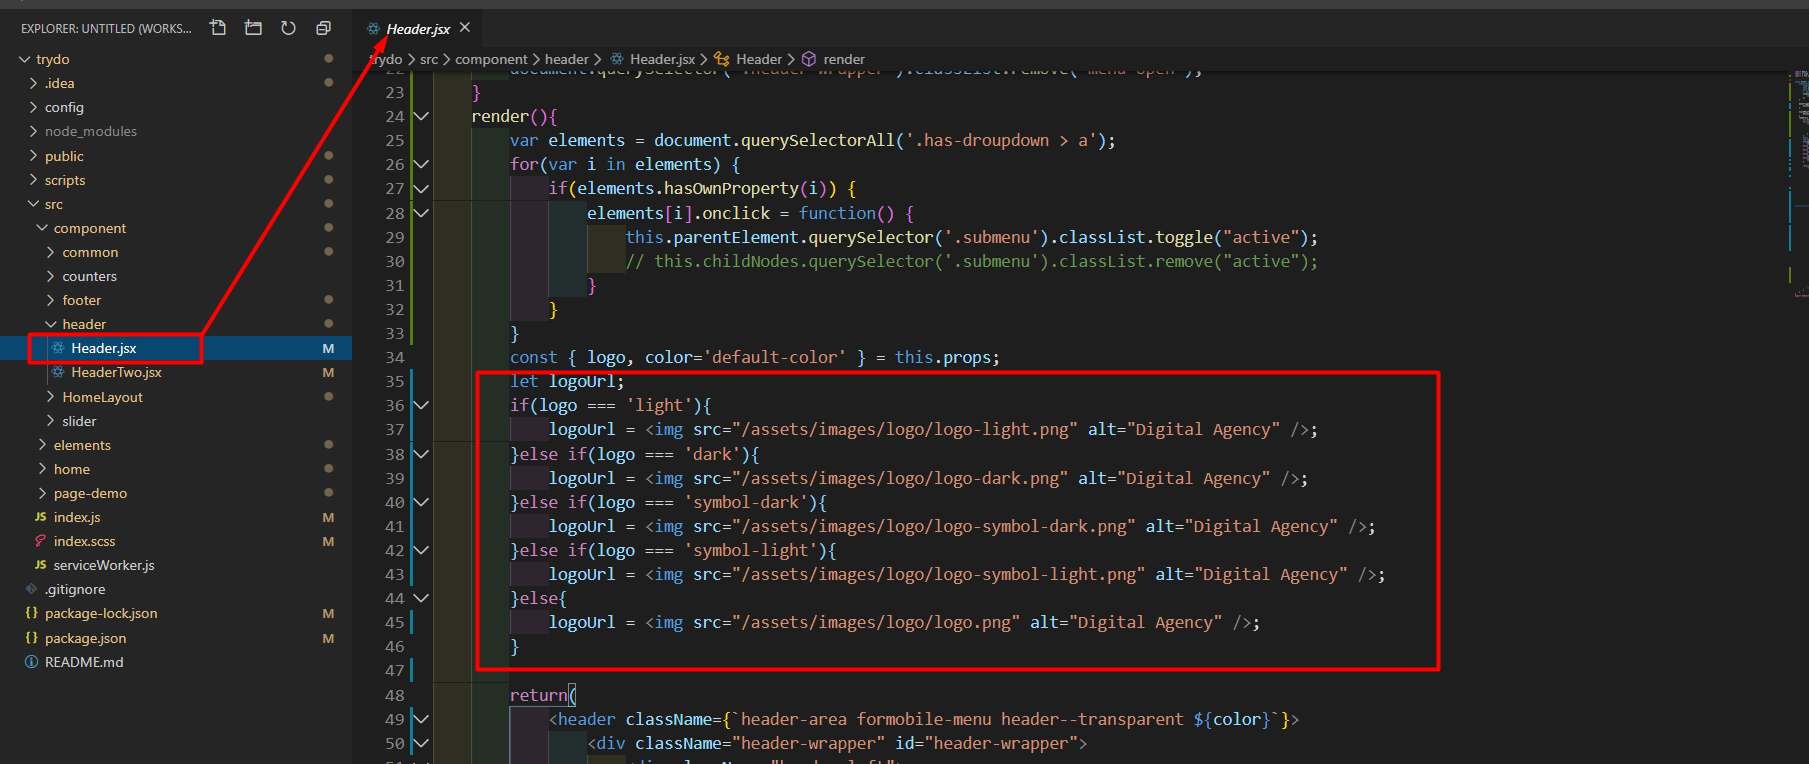 EXPLORER: UNTITLED (WORKS...
trydo
.idea
config
node_modules
public
scripts
src
component
common
counters
footer
header
Header.jsx M
HeaderTwo.jsx M
HomeLayout
slider
elements
home
page-demo
JS index.js M
index.scss M
JS serviceWorker.js
.gitignore
{} package-lock.json M
{} package.json M
README.md
Header.jsx
trydo > src > component > header > Header.jsx > Header > render
22 document.querySelector('.header-wrapper').classList.remove('menu-open');
23 }
24 render(){
25 var elements = document.querySelectorAll('.has-droupdown > a');
26 for(var i in elements) {
27 if(elements.hasOwnProperty(i)) {
28 elements[i].onclick = function() {
29 this.parentElement.querySelector('.submenu').classList.toggle("active");
30 // this.childNodes.querySelector('.submenu').classList.remove("active");
31 }
32 }
33 }
34 const { logo, color='default-color' } = this.props;
35 let logoUrl;
36 if(logo === 'light'){
37 logoUrl = <img src="/assets/images/logo/logo-light.png" alt="Digital Agency" />;
38 }else if(logo === 'dark'){
39 logoUrl = <img src="/assets/images/logo/logo-dark.png" alt="Digital Agency" />;
40 }else if(logo === 'symbol-dark'){
41 logoUrl = <img src="/assets/images/logo/logo-symbol-dark.png" alt="Digital Agency" />;
42 }else if(logo === 'symbol-light'){
43 logoUrl = <img src="/assets/images/logo/logo-symbol-light.png" alt="Digital Agency" />;
44 }else{
45 logoUrl = <img src="/assets/images/logo/logo.png" alt="Digital Agency" />;
46 }
47
48 return(
49 <header className={`header-area formobile-menu header--transparent ${color}`}>
50 <div className="header-wrapper" id="header-wrapper">